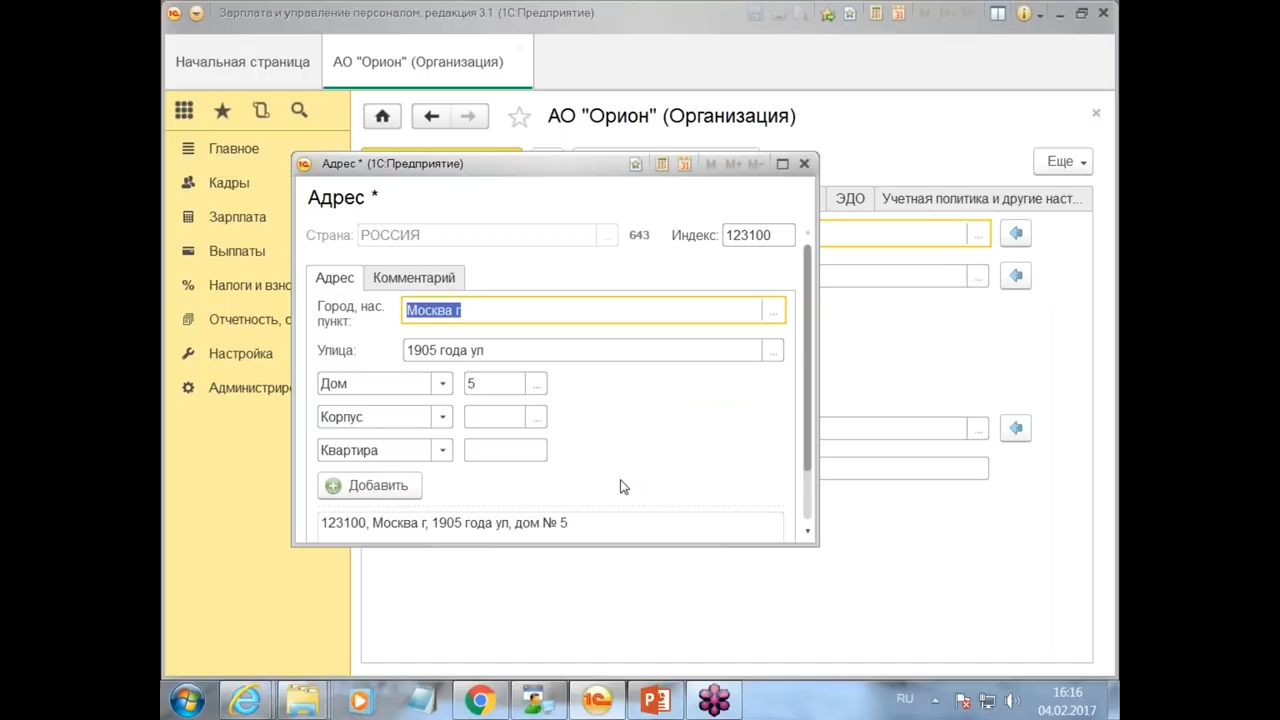 Зарплата и управление персоналом, редакция 3.1 (1С:Предприятие)
Начальная страница
АО "Орион" (Организация)
АО "Орион" (Организация)
Главное
Кадры
Зарплата
Выплаты
Налоги и взно
Отчетность, с
Настройка
Администрир
Еще
ЭДО
Учетная политика и другие наст...
Адрес * (1С:Предприятие)
M M+ M-
Адрес *
Страна: РОССИЯ ... 643 Индекс: 123100
Адрес Комментарий
Город, нас.
пункт:
Москва г
Улица: 1905 года ул
Дом 5
Корпус
Квартира
Добавить
123100, Москва г, 1905 года ул, дом № 5
RU
16:16
04.02.2017